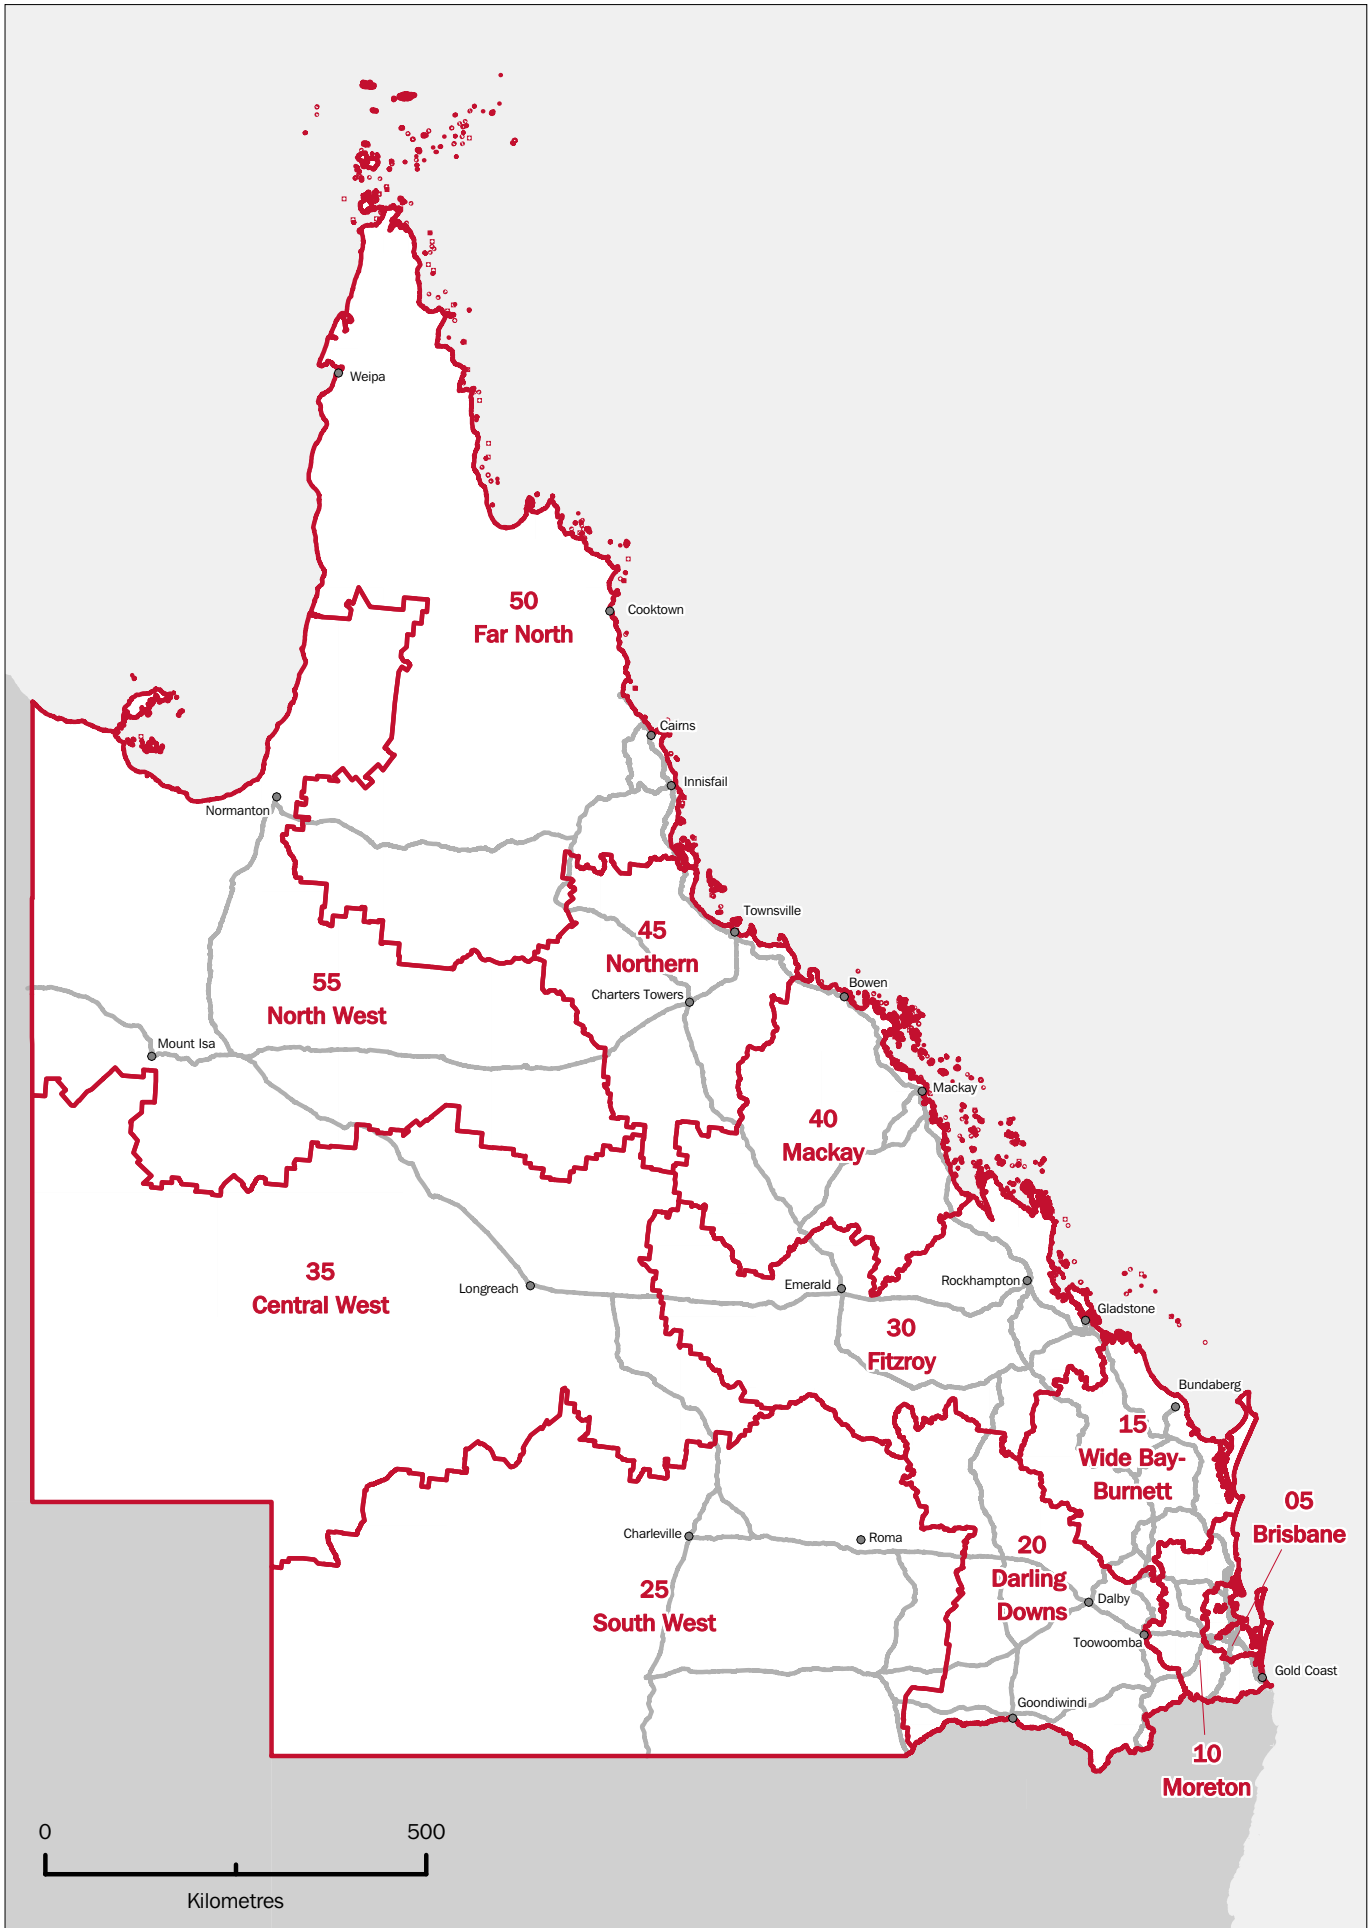 Weipa
50
Far North
Cooktown
Cairns
Innisfail
Normanton
Townsville
45
Northern
55
North West
Bowen
Charters Towers
Mount Isa
Mackay
40
Mackay
35
Central West
Longreach
Emerald
Rockhampton
Gladstone
30
Fitzroy
Bundaberg
15
Wide Bay-
Burnett
05
Brisbane
Charleville
Roma
20
Darling
Downs
25
South West
Dalby
Toowoomba
Gold Coast
Goondiwindi
10
Moreton
0 500
Kilometres